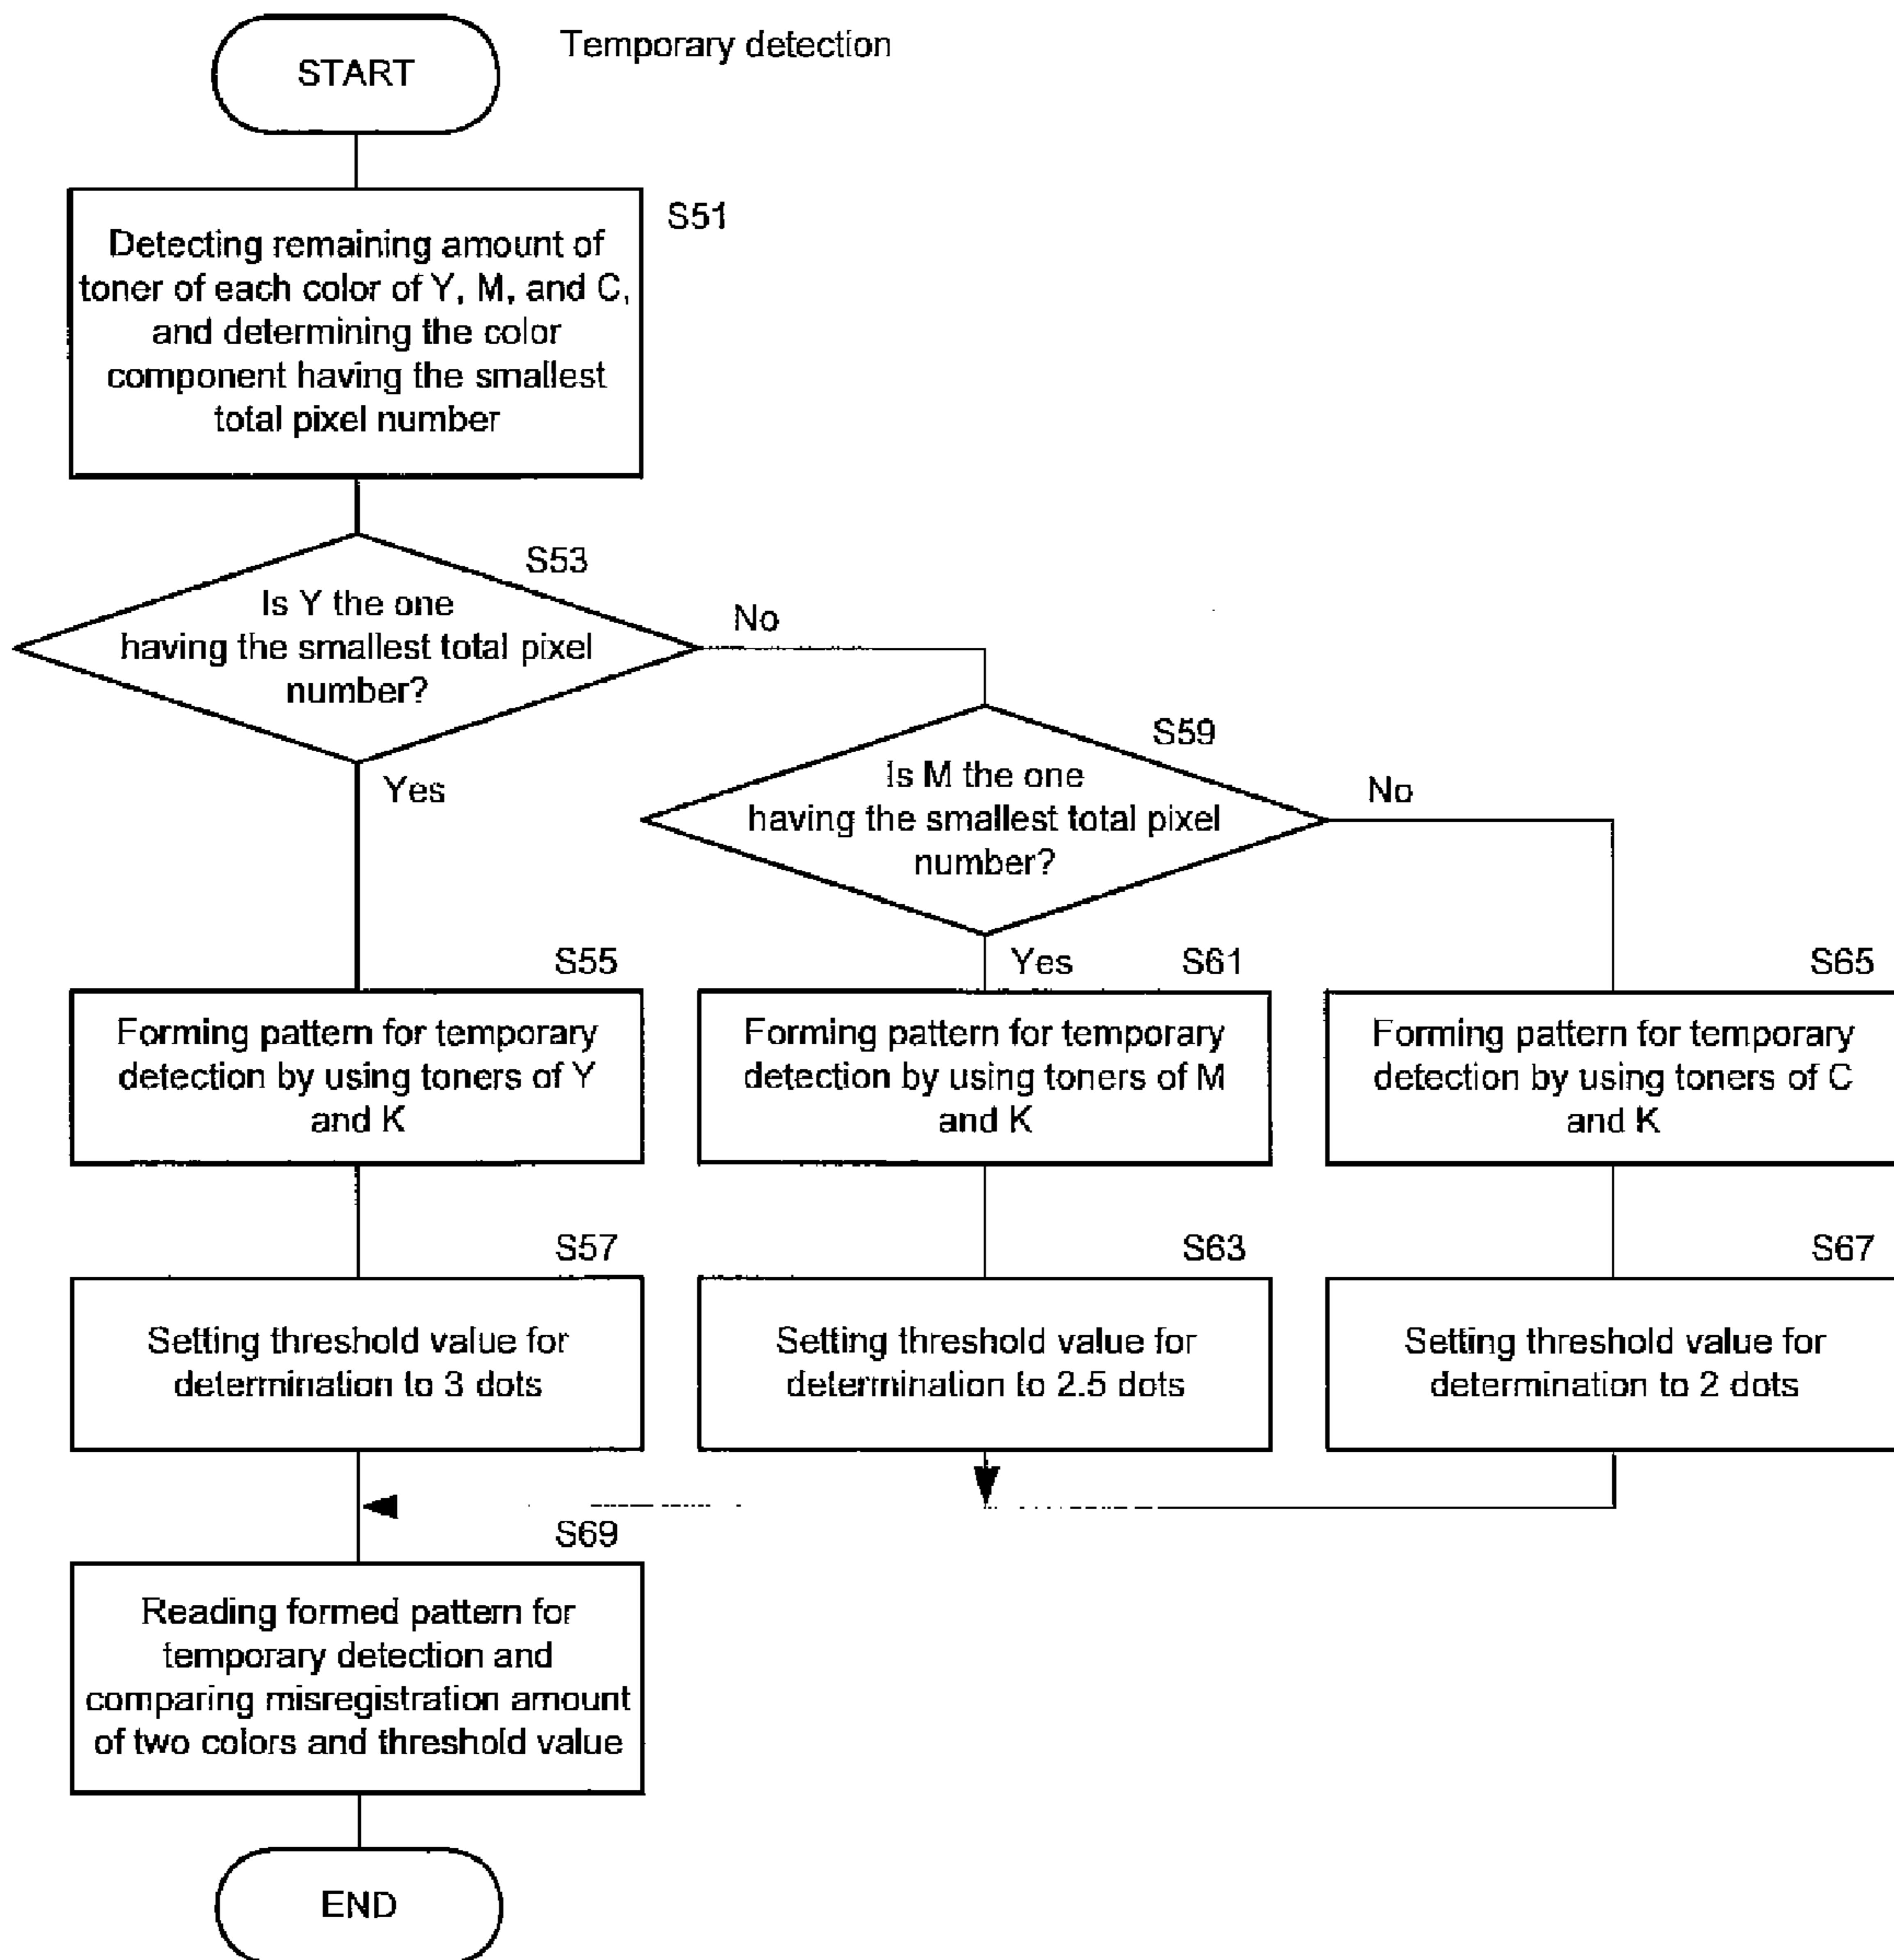 START
Temporary detection
S51
Detecting remaining amount of
toner of each color of Y, M, and C,
and determining the color
component having the smallest
total pixel number
S53
Is Y the one
having the smallest total pixel
number?
No
Yes
S59
Is M the one
having the smallest total pixel
number?
No
Yes
S55
Forming pattern for temporary
detection by using toners of Y
and K
S61
Forming pattern for temporary
detection by using toners of M
and K
S65
Forming pattern for temporary
detection by using toners of C
and K
S57
Setting threshold value for
determination to 3 dots
S63
Setting threshold value for
determination to 2.5 dots
S67
Setting threshold value for
determination to 2 dots
S69
Reading formed pattern for
temporary detection and
comparing misregistration amount
of two colors and threshold value
END